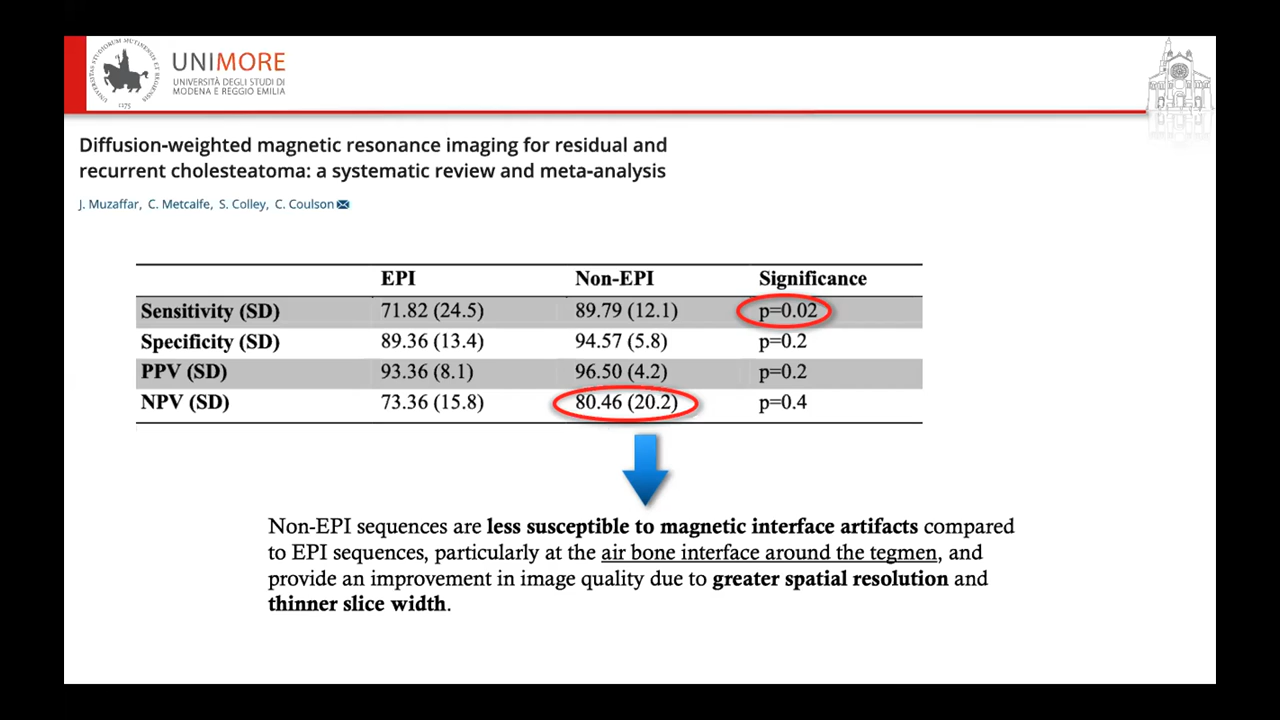 UNIMORE
UNIVERSITÀ DEGLI STUDI DI
MODENA E REGGIO EMILIA
1175
Diffusion-weighted magnetic resonance imaging for residual and
recurrent cholesteatoma: a systematic review and meta-analysis
J. Muzaffar, C. Metcalfe, S. Colley, C. Coulson
EPI Non-EPI Significance
Sensitivity (SD) 71.82 (24.5) 89.79 (12.1) p=0.02
Specificity (SD) 89.36 (13.4) 94.57 (5.8) p=0.2
PPV (SD) 93.36 (8.1) 96.50 (4.2) p=0.2
NPV (SD) 73.36 (15.8) 80.46 (20.2) p=0.4
Non-EPI sequences are less susceptible to magnetic interface artifacts compared
to EPI sequences, particularly at the air bone interface around the tegmen, and
provide an improvement in image quality due to greater spatial resolution and
thinner slice width.